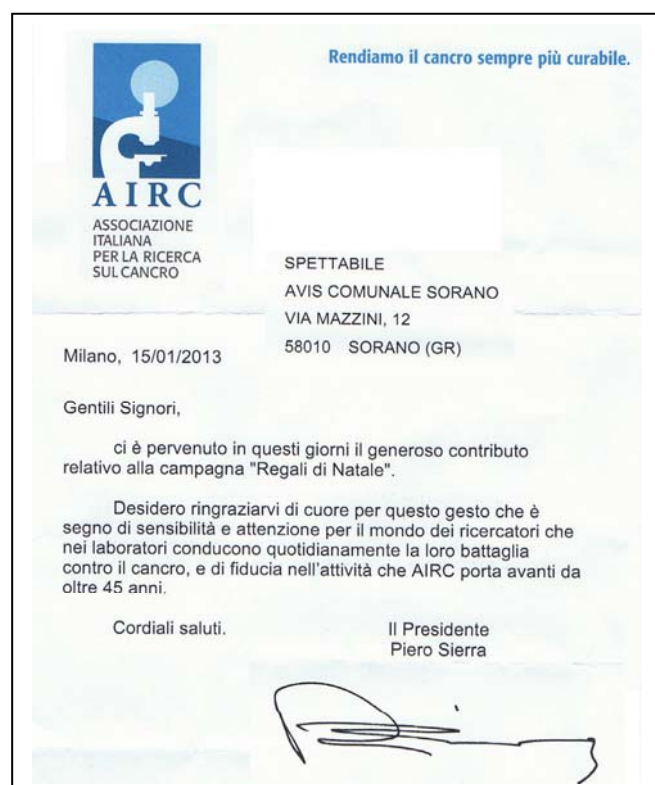 Rendiamo il cancro sempre più curabile.
AIRC
ASSOCIAZIONE
ITALIANA
PER LA RICERCA
SUL CANCRO
SPETTABILE
AVIS COMUNALE SORANO
VIA MAZZINI, 12
58010 SORANO (GR)
Milano, 15/01/2013
Gentili Signori,
ci è pervenuto in questi giorni il generoso contributo
relativo alla campagna "Regali di Natale".
Desidero ringraziarvi di cuore per questo gesto che è
segno di sensibilità e attenzione per il mondo dei ricercatori che
nei laboratori conducono quotidianamente la loro battaglia
contro il cancro, e di fiducia nell'attività che AIRC porta avanti da
oltre 45 anni.
Cordiali saluti.
Il Presidente
Piero Sierra